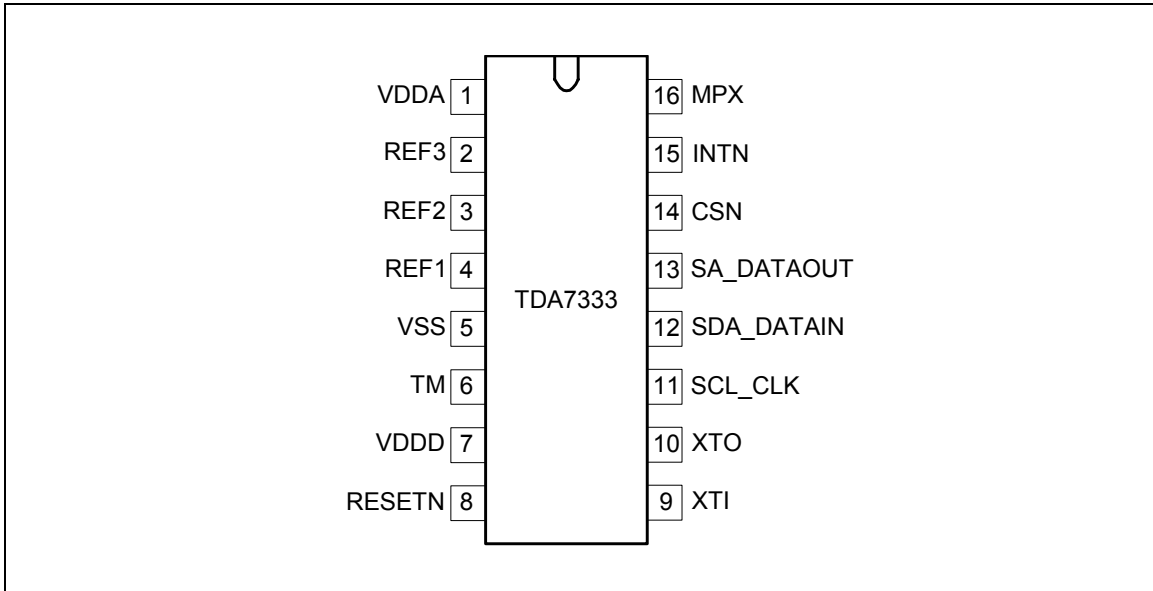 VDDA 1 16 MPX
REF3 2 15 INTN
REF2 3 14 CSN
REF1 4 13 SA_DATAOUT
TDA7333
VSS 5 12 SDA_DATAIN
TM 6 11 SCL_CLK
VDDD 7 10 XTO
RESETN 8 9 XTI